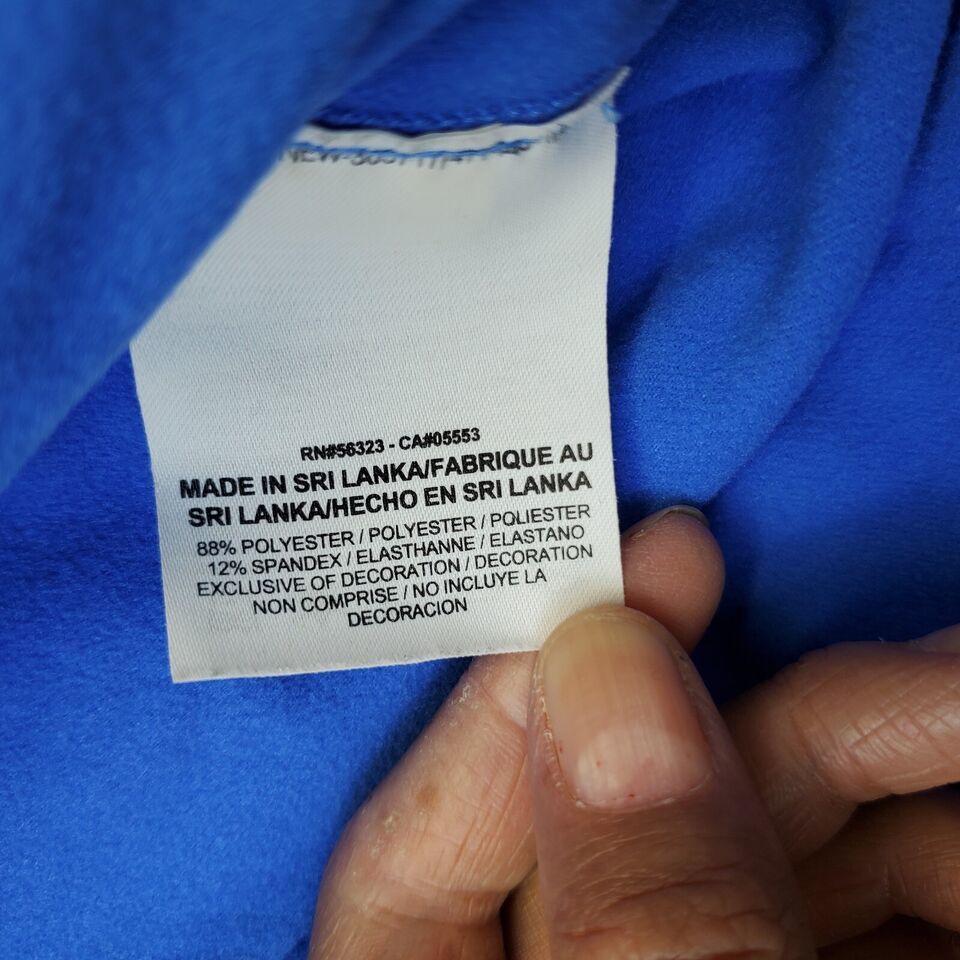 RN#56323 - CA#05553
MADE IN SRI LANKA/FABRIQUE AU
SRI LANKA/HECHO EN SRI LANKA
88% POLYESTER / POLYESTER / POLIESTER
12% SPANDEX / ELASTHANNE / ELASTANO
EXCLUSIVE OF DECORATION / DECORATION
NON COMPRISE / NO INCLUYE LA
DECORACION